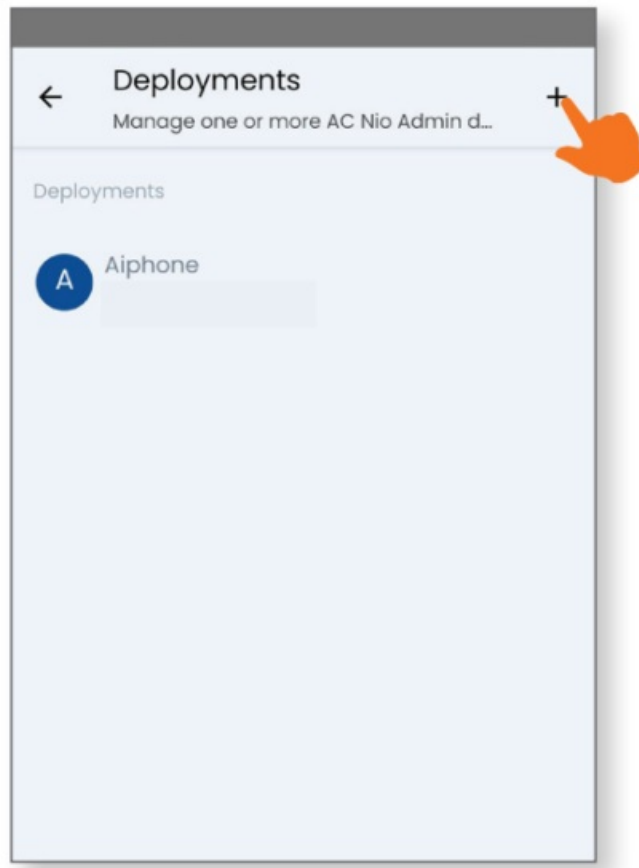 Deployments
Manage one or more AC Nio Admin d...
Deployments
A
Aiphone